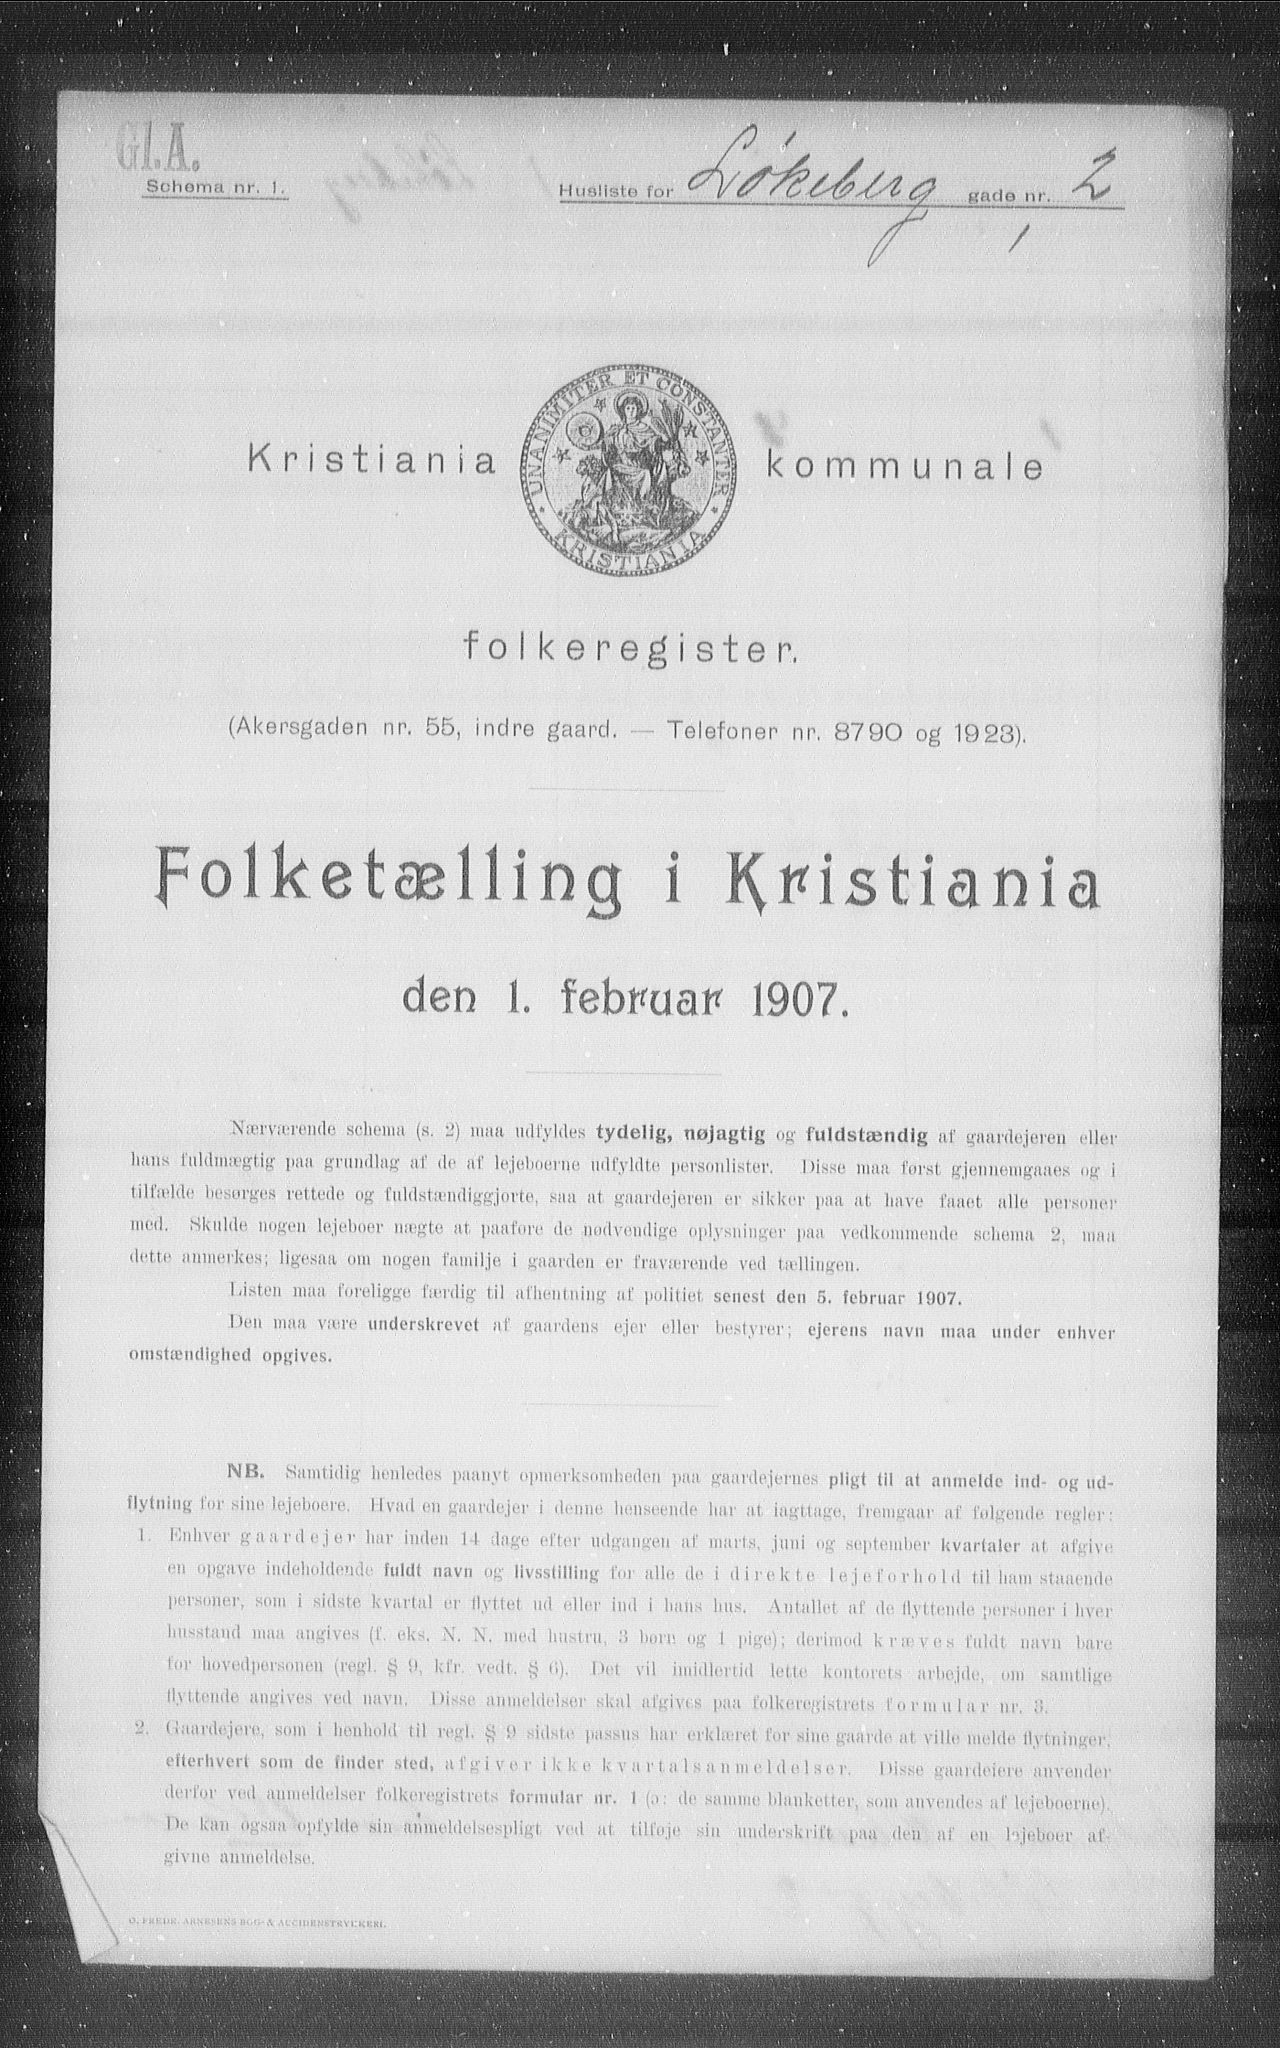 Gl. A.
Schema nr. 1.
Husliste for Løkeberg gade nr. 2
UNANIMITER ET CONSTANTER
KRISTIANIA
Kristiania kommunale
folkeregister.
(Akersgaden nr. 55, indre gaard. — Telefoner nr. 8790 og 1923).
Folketælling i Kristiania
den 1. februar 1907.
Nærværende schema (s. 2) maa udfyldes tydelig, nøjagtig og fuldstændig af gaardejeren eller
hans fuldmægtig paa grundlag af de af lejeboerne udfyldte personlister. Disse maa først gjennemgaaes og i
tilfælde besørges rettede og fuldstændiggjorte, saa at gaardejeren er sikker paa at have faaet alle personer
med. Skulde nogen lejeboer nægte at paaføre de nødvendige oplysninger paa vedkommende schema 2, maa
dette anmerkes; ligesaa om nogen familje i gaarden er fraværende ved tællingen.
Listen maa foreligge færdig til afhentning af politiet senest den 5. februar 1907.
Den maa være underskrevet af gaardens ejer eller bestyrer; ejerens navn maa under enhver
omstændighed opgives.
NB. Samtidig henledes paanyt opmerksomheden paa gaardejernes pligt til at anmelde ind- og ud-
flytning for sine lejeboere. Hvad en gaardejer i denne henseende har at iagttage, fremgaar af følgende regler:
1. Enhver gaardejer har inden 14 dage efter udgangen af marts, juni og september kvartaler at afgive
en opgave indeholdende fuldt navn og livsstilling for alle de i direkte lejeforhold til ham staaende
personer, som i sidste kvartal er flyttet ud eller ind i hans hus. Antallet af de flyttende personer i hver
husstand maa angives (f. eks. N. N. med hustru, 3 børn og 1 pige); derimod kræves fuldt navn bare
for hovedpersonen (regl. § 9, kfr. vedt. § 6). Det vil imidlertid lette kontorets arbejde, om samtlige
flyttende angives ved navn. Disse anmeldelser skal afgives paa folkeregistrets formular nr. 3.
2. Gaardejere, som i henhold til regl. § 9 sidste passus har erklæret for sine gaarde at ville melde flytninger,
efterhvert som de finder sted, afgiver ikke kvartalsanmeldelser. Disse gaardeiere anvender
derfor ved anmeldelser folkeregistrets formular nr. 1 (ɔ: de samme blanketter, som anvendes af lejeboerne).
De kan ogsaa opfylde sin anmeldelsespligt ved at tilføje sin underskrift paa den af en lejeboer af-
givne anmeldelse.
O. FREDR. ARNESENS BOG- & ACCIDENSTRYKKERI.